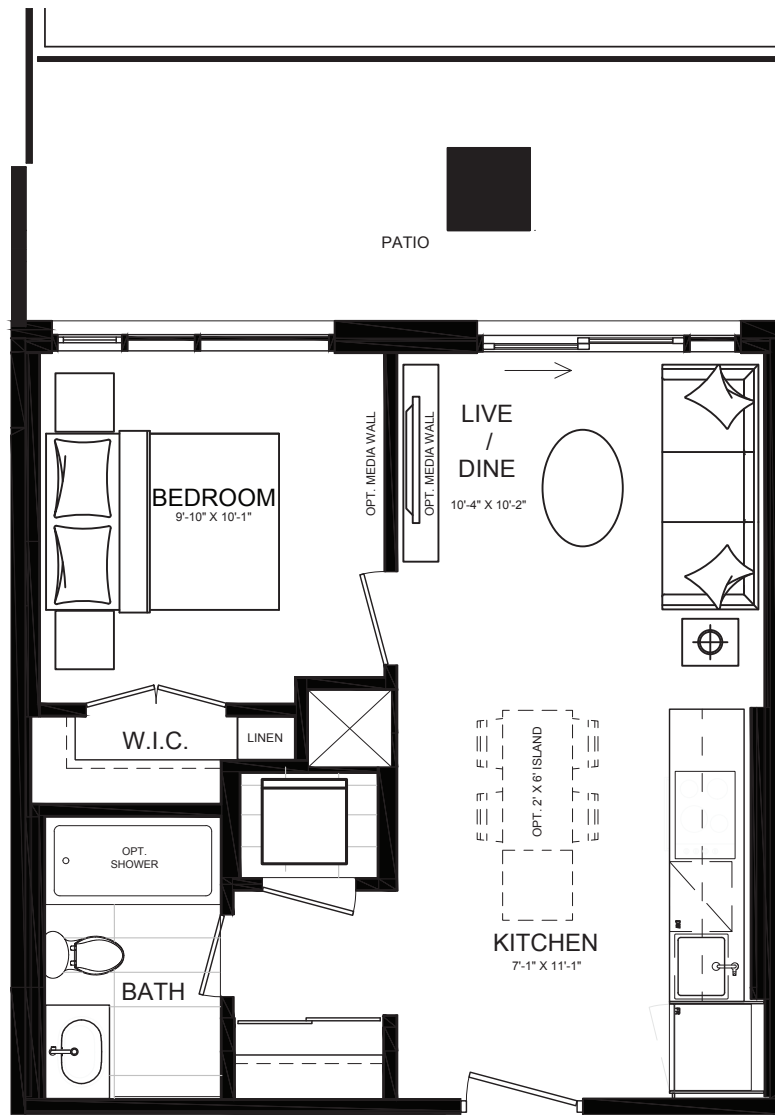 PATIO
OPT. MEDIA WALL
OPT. MEDIA WALL
LIVE
/
DINE
10'-4" X 10'-2"
BEDROOM
9'-10" X 10'-1"
W.I.C.
LINEN
OPT. 2' X 6' ISLAND
OPT.
SHOWER
KITCHEN
7'-1" X 11'-1"
BATH